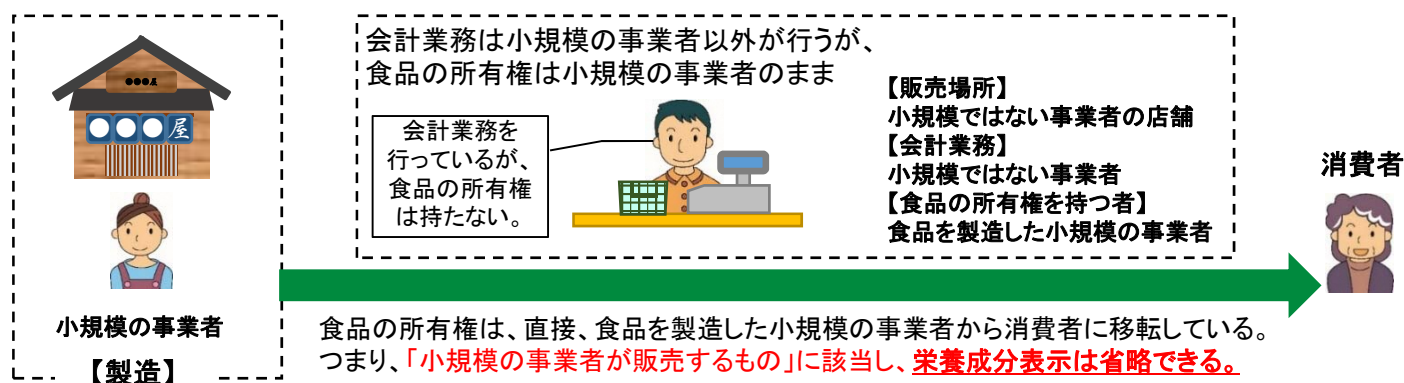 ●●●屋
●●●屋
小規模の事業者
【製造】
会計業務は小規模の事業者以外が行うが、
食品の所有権は小規模の事業者のまま
会計業務を
行っているが、
食品の所有権
は持たない。
【販売場所】
小規模ではない事業者の店舗
【会計業務】
小規模ではない事業者
【食品の所有権を持つ者】
食品を製造した小規模の事業者
消費者
食品の所有権は、直接、食品を製造した小規模の事業者から消費者に移転している。
つまり、「小規模の事業者が販売するもの」に該当し、栄養成分表示は省略できる。